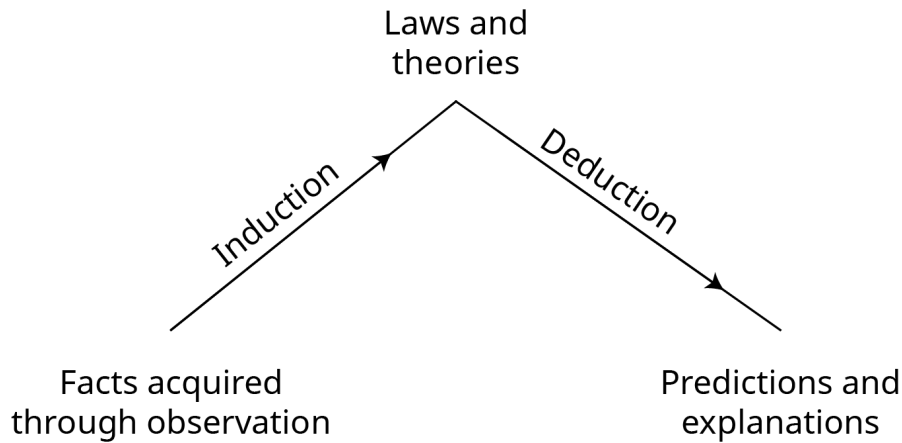 Laws and
theories
Induction
Deduction
Facts acquired
through observation
Predictions and
explanations